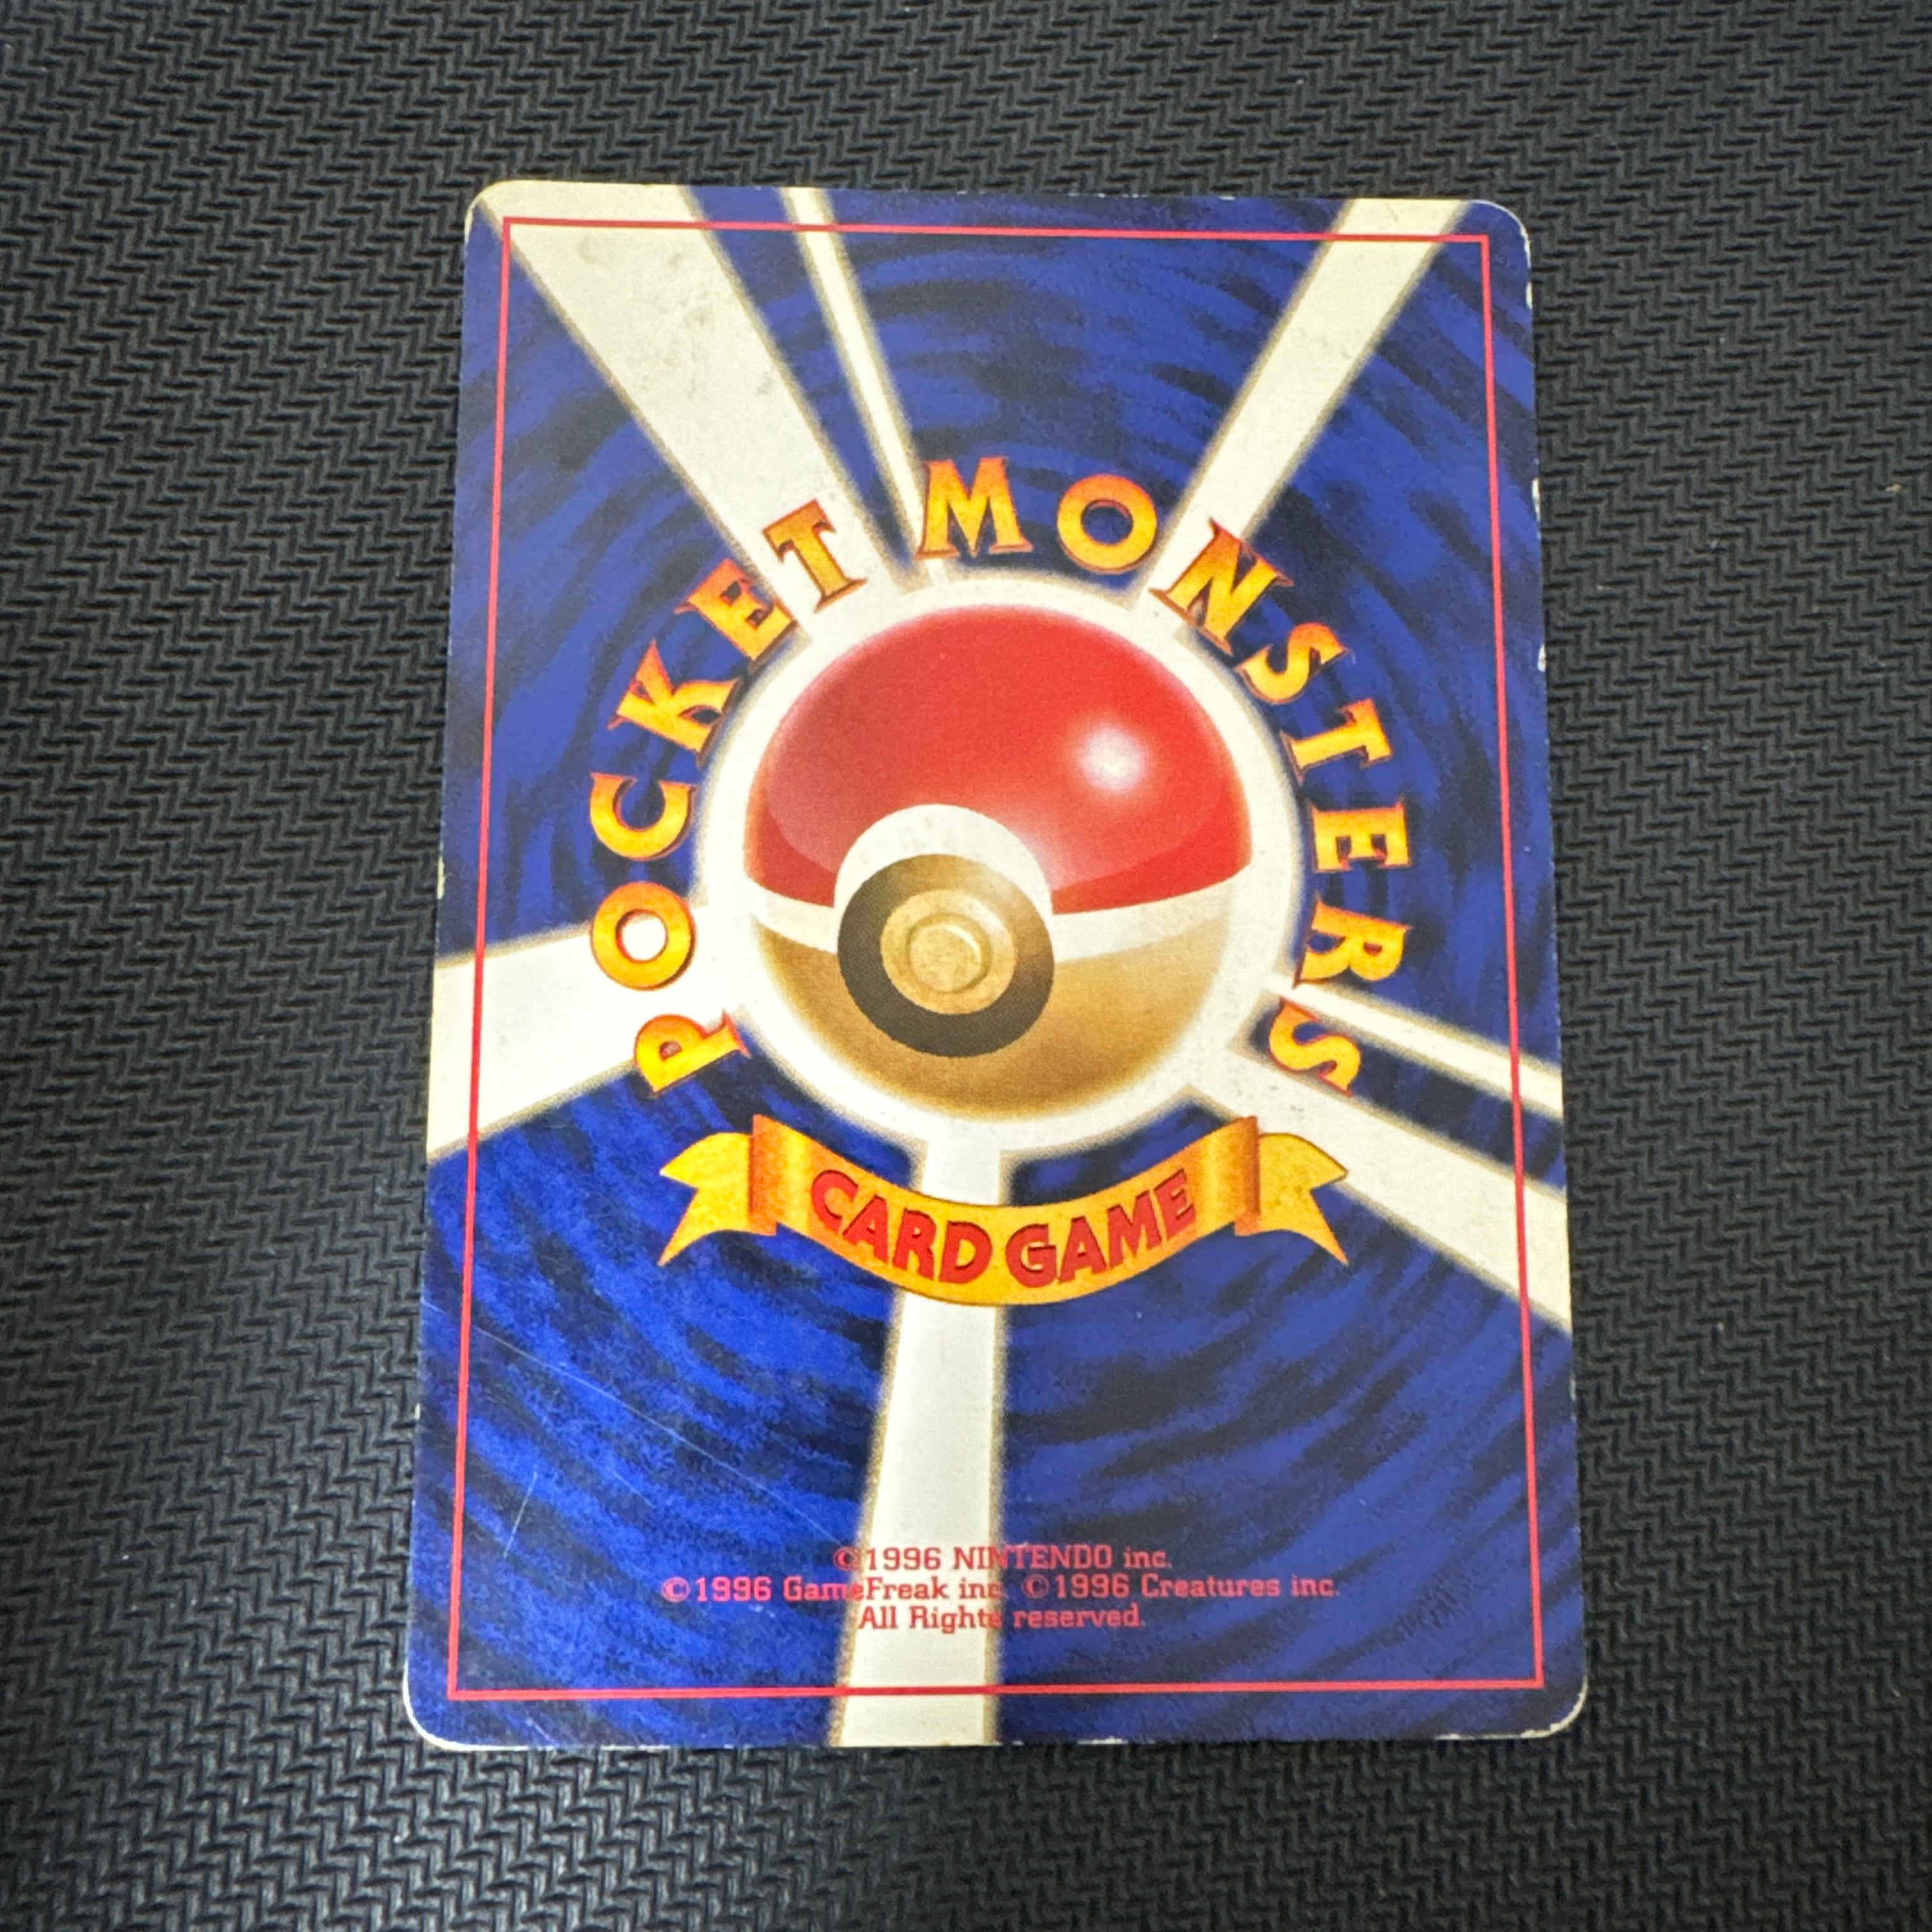 POCKET MONSTERS
CARD GAME
©1996 NINTENDO inc.
©1996 GameFreak inc. ©1996 Creatures inc.
All Rights reserved.